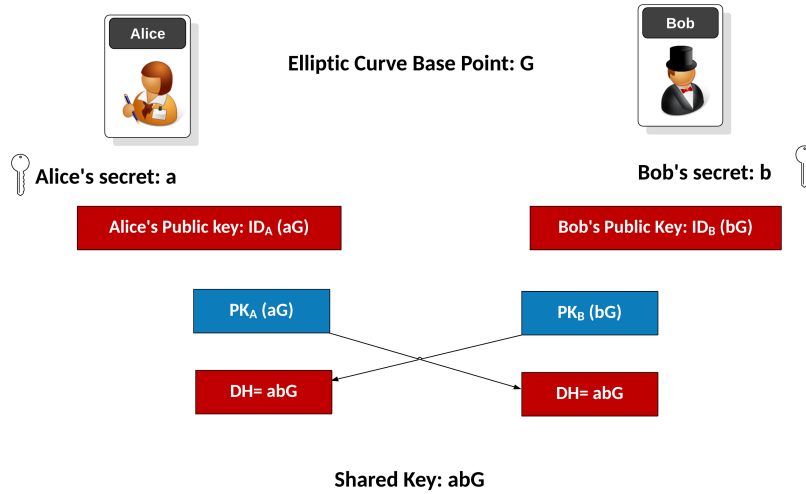 Alice
Bob
Elliptic Curve Base Point: G
Alice's secret: a
Bob's secret: b
Alice's Public key: IDA (aG)
Bob's Public Key: IDB (bG)
PKA (aG)
PKB (bG)
DH= abG
DH= abG
Shared Key: abG